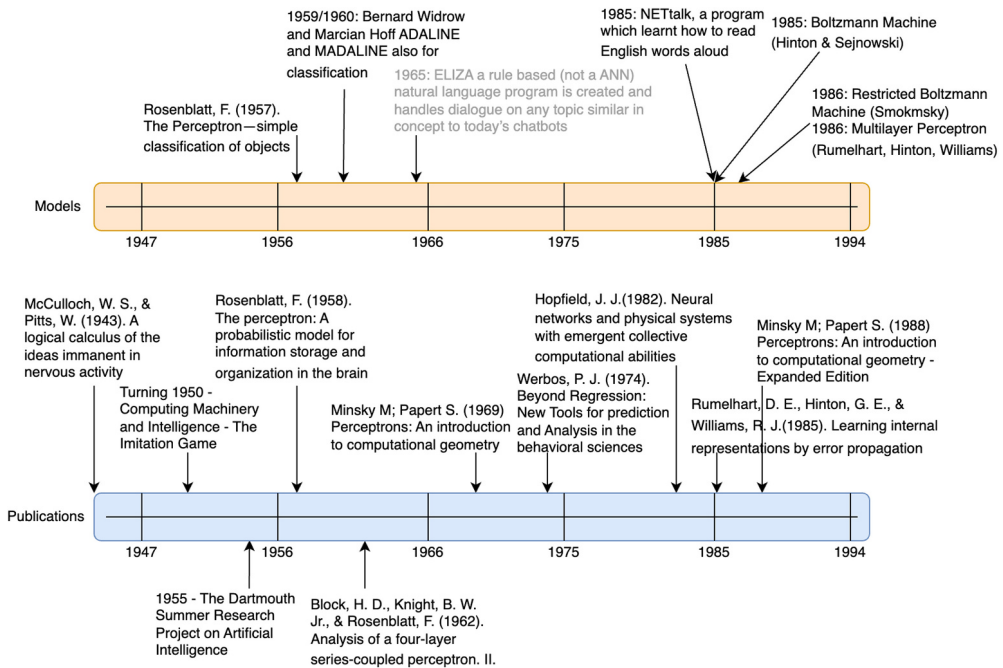 1959/1960: Bernard Widrow
and Marcian Hoff ADALINE
and MADALINE also for
classification
1985: NETtalk, a program
which learnt how to read
English words aloud
1985: Boltzmann Machine
(Hinton & Sejnowski)
1965: ELIZA a rule based (not a ANN)
natural language program is created and
handles dialogue on any topic similar in
concept to today's chatbots
1986: Restricted Boltzmann
Machine (Smokmsky)
1986: Multilayer Perceptron
(Rumelhart, Hinton, Williams)
Rosenblatt, F. (1957).
The Perceptron—simple
classification of objects
Models
1947
1956
1966
1975
1985
1994
McCulloch, W. S., &
Pitts, W. (1943). A
logical calculus of the
ideas immanent in
nervous activity
Rosenblatt, F. (1958).
The perceptron: A
probabilistic model for
information storage and
organization in the brain
Hopfield, J. J.(1982). Neural
networks and physical systems
with emergent collective
computational abilities
Minsky M; Papert S. (1988)
Perceptrons: An introduction
to computational geometry -
Expanded Edition
Turning 1950 -
Computing Machinery
and Intelligence - The
Imitation Game
Minsky M; Papert S. (1969)
Perceptrons: An introduction
to computational geometry
Werbos, P. J. (1974).
Beyond Regression:
New Tools for prediction
and Analysis in the
behavioral sciences
Rumelhart, D. E., Hinton, G. E., &
Williams, R. J.(1985). Learning internal
representations by error propagation
Publications
1947
1956
1966
1975
1985
1994
1955 - The Dartmouth
Summer Research
Project on Artificial
Intelligence
Block, H. D., Knight, B. W.
Jr., & Rosenblatt, F. (1962).
Analysis of a four-layer
series-coupled perceptron. II.